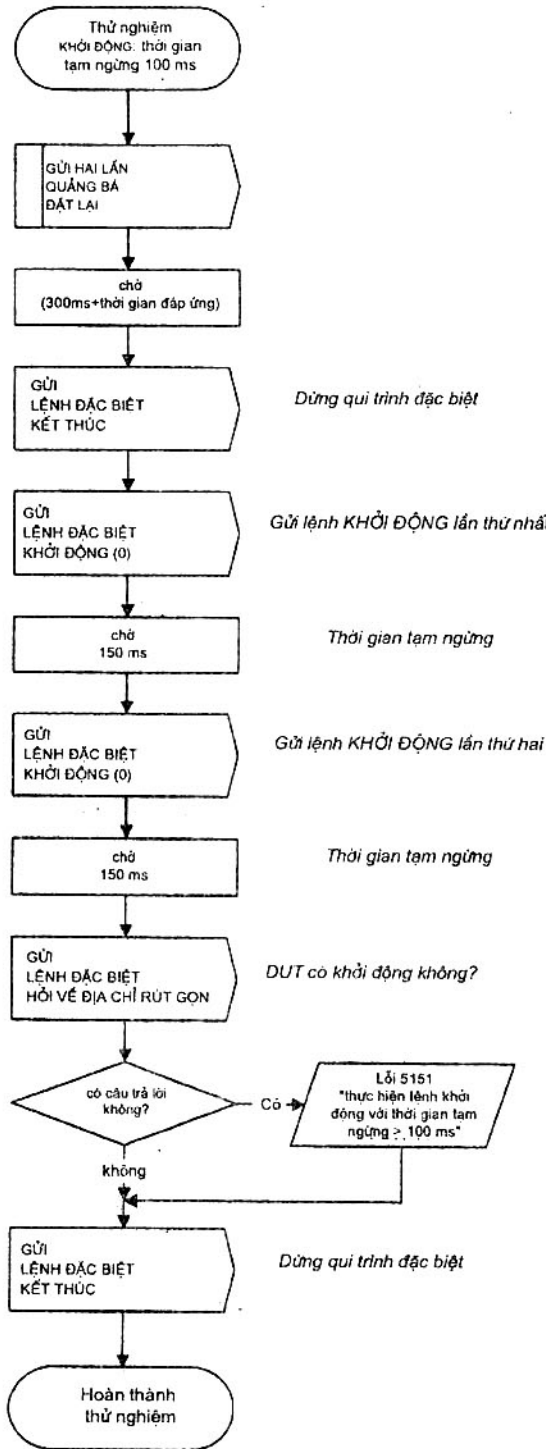 Thử nghiệm
KHỞI ĐỘNG: thời gian
tạm ngừng 100 ms
GỬI HAI LẦN
QUẢNG BÁ
ĐẶT LẠI
chờ
(300ms+thời gian đáp ứng)
GỬI
LỆNH ĐẶC BIỆT
KẾT THÚC
Dừng qui trình đặc biệt
GỬI
LỆNH ĐẶC BIỆT
KHỞI ĐỘNG (0)
Gửi lệnh KHỞI ĐỘNG lần thứ nhất
chờ
150 ms
Thời gian tạm ngừng
GỬI
LỆNH ĐẶC BIỆT
KHỞI ĐỘNG (0)
Gửi lệnh KHỞI ĐỘNG lần thứ hai
chờ
150 ms
Thời gian tạm ngừng
GỬI
LỆNH ĐẶC BIỆT
HỎI VỀ ĐỊA CHỈ RÚT GỌN
DUT có khởi động không?
có câu trả lời
không?
Có
Lỗi 5151
"thực hiện lệnh khởi
động với thời gian tạm
ngừng > 100 ms"
không
GỬI
LỆNH ĐẶC BIỆT
KẾT THÚC
Dừng qui trình đặc biệt
Hoàn thành
thử nghiệm